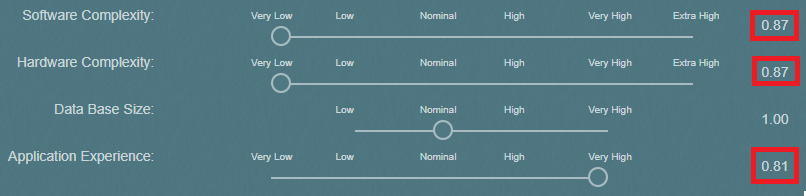 Software Complexity: Very Low Low Nominal High Very High Extra High 0.87
Hardware Complexity: Very Low Low Nominal High Very High Extra High 0.87
Data Base Size: Low Nominal High Very High 1.00
Application Experience: Very Low Low Nominal High Very High 0.81